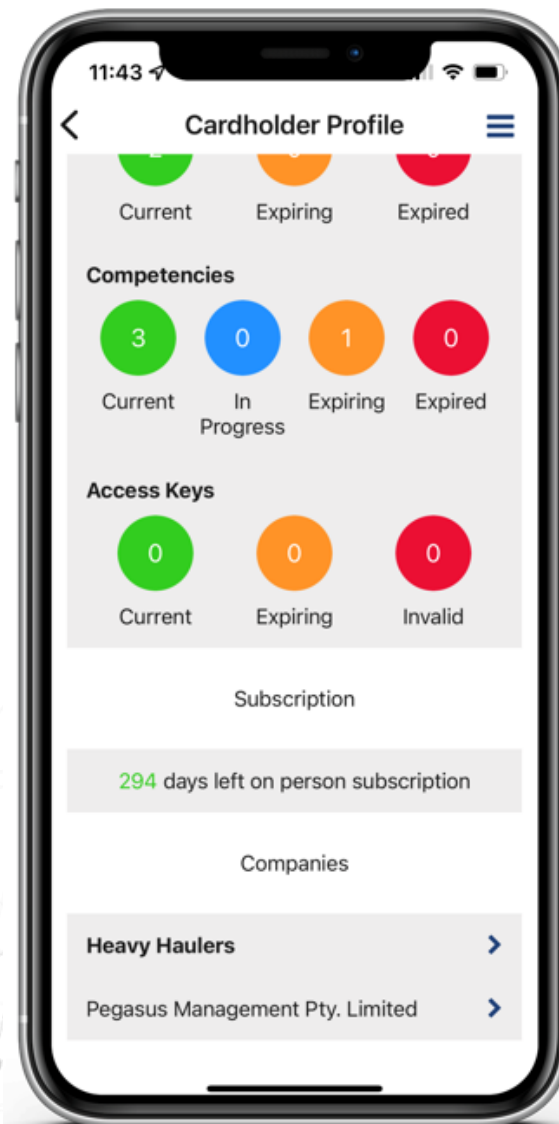 11:43
Cardholder Profile
Current Expiring Expired
Competencies
3 0 1 0
Current In Progress Expiring Expired
Access Keys
0 0 0
Current Expiring Invalid
Subscription
294 days left on person subscription
Companies
Heavy Haulers
Pegasus Management Pty. Limited